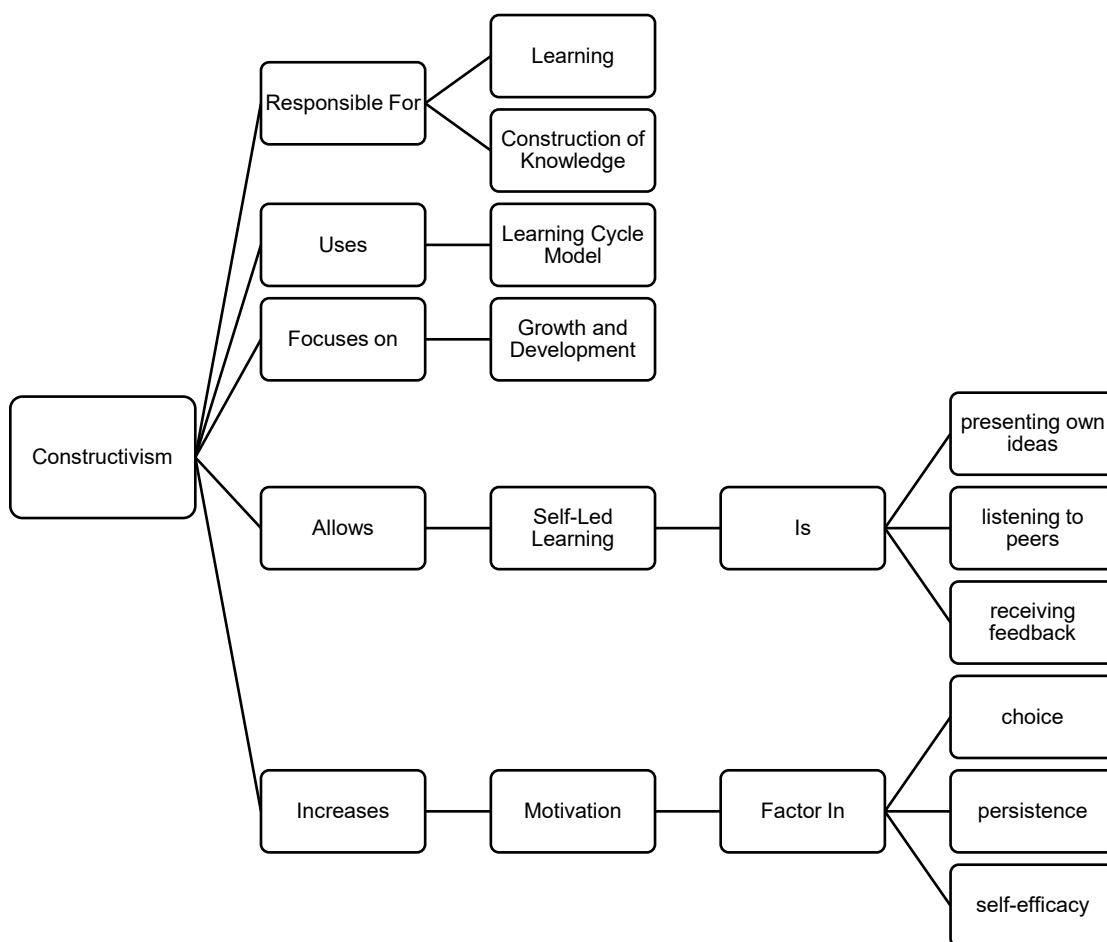 Learning
Responsible For
Construction of
Knowledge
Uses
Learning Cycle
Model
Focuses on
Growth and
Development
Constructivism
presenting own
ideas
Allows
Self-Led
Learning
Is
listening to
peers
receiving
feedback
choice
Increases
Motivation
Factor In
persistence
self-efficacy